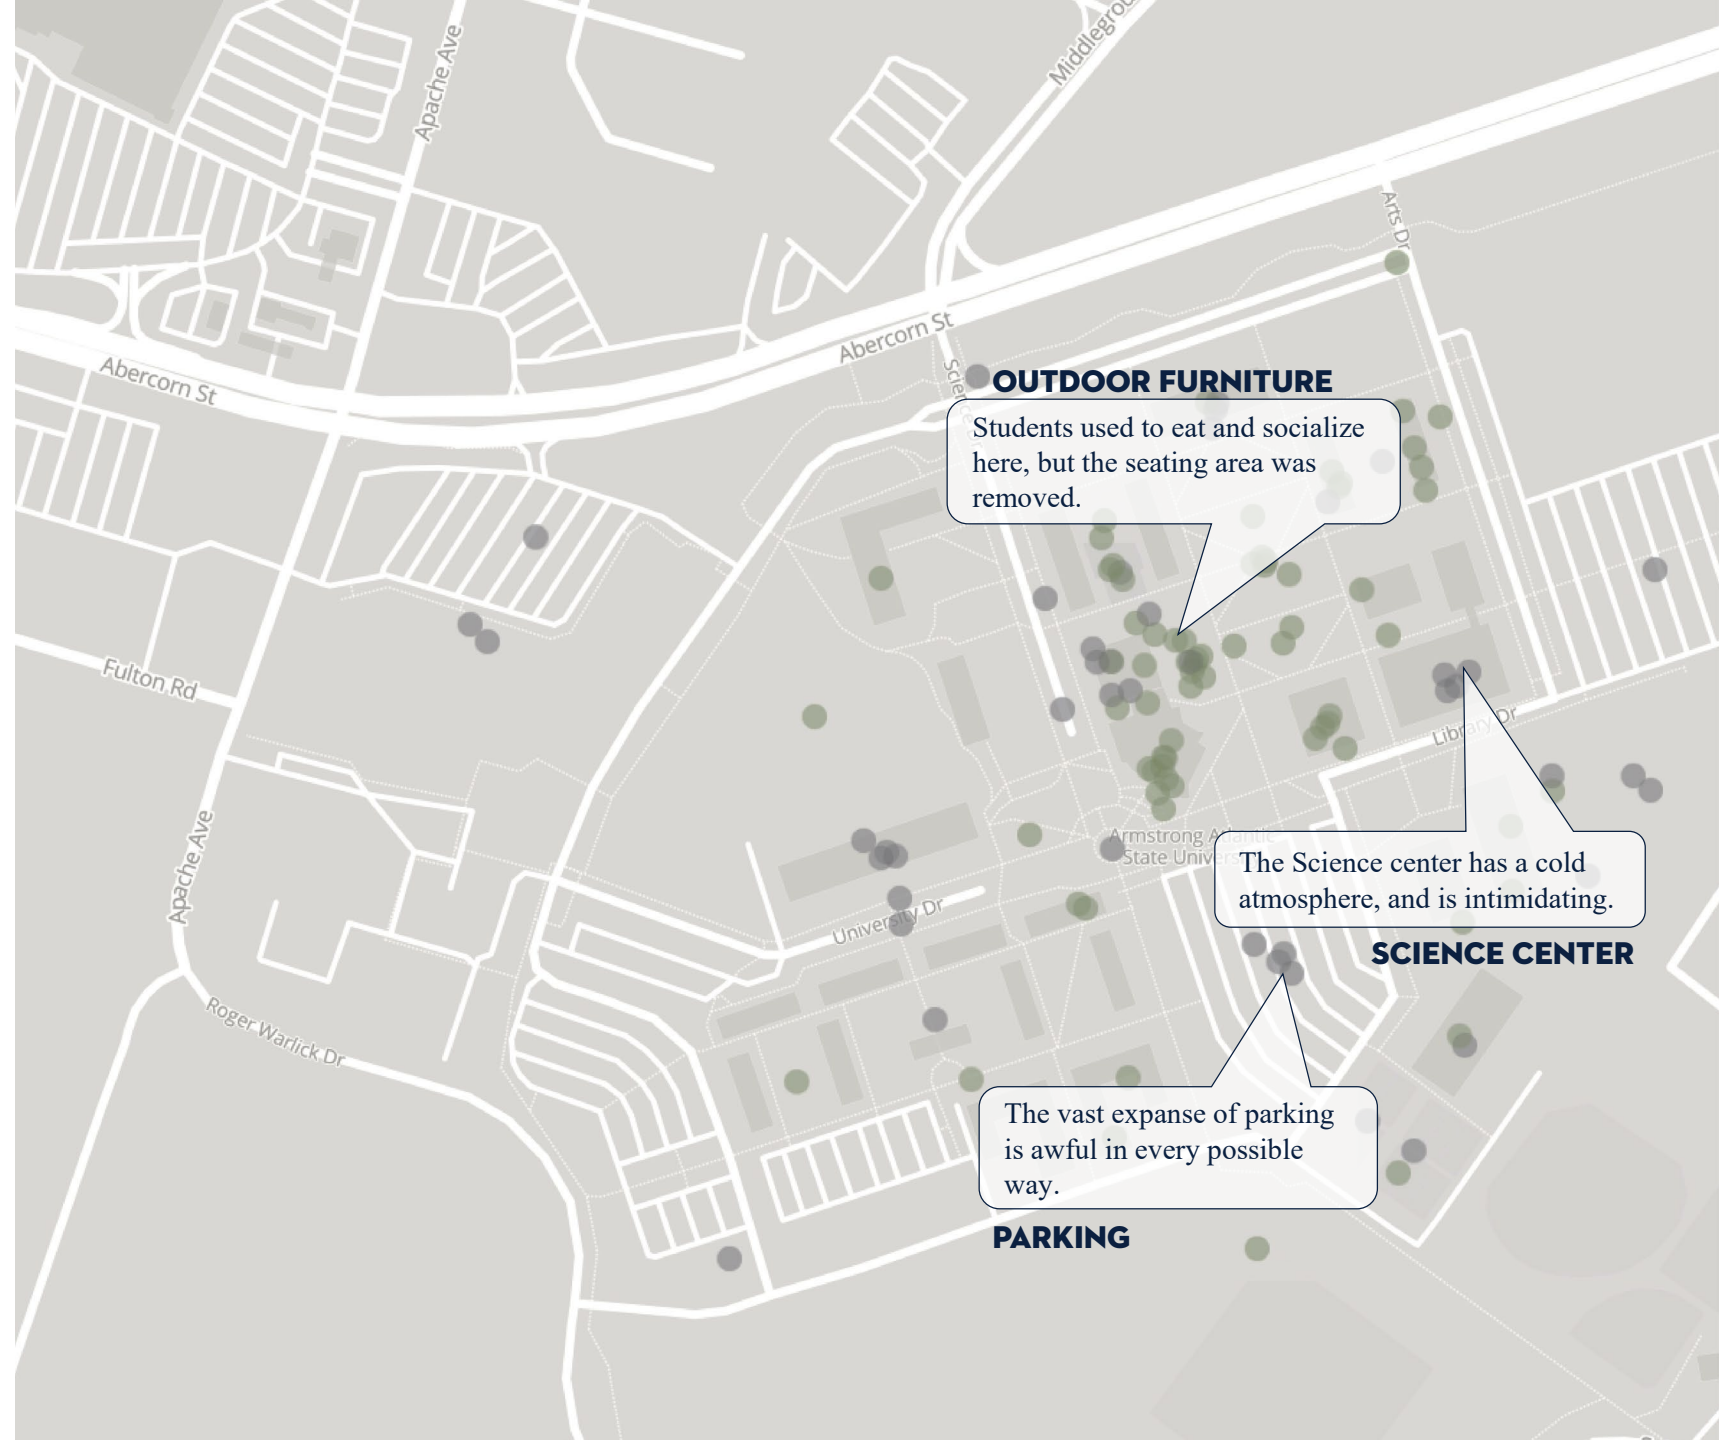 Apache Ave
Middlegrou
Arts Dr
Abercorn St
Abercorn St
OUTDOOR FURNITURE
Students used to eat and socialize
here, but the seating area was
removed.
Fulton Rd
Library Dr
Apache Ave
Armstrong Atlantic
State Univers
The Science center has a cold
atmosphere, and is intimidating.
University Dr
SCIENCE CENTER
Roger Warlick Dr
The vast expanse of parking
is awful in every possible
way.
PARKING